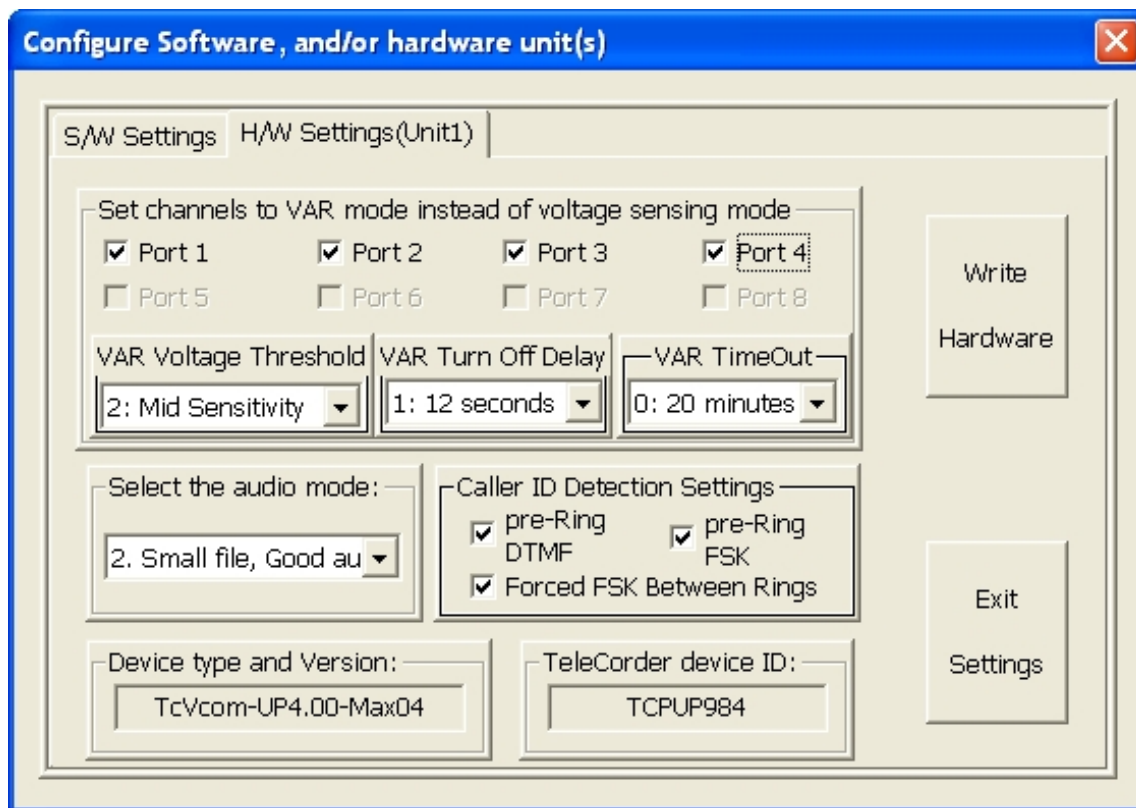 Configure Software, and/or hardware unit(s)
S/W Settings H/W Settings(Unit1)
Set channels to VAR mode instead of voltage sensing mode
Port 1 Port 2 Port 3 Port 4
Port 5 Port 6 Port 7 Port 8
VAR Voltage Threshold VAR Turn Off Delay VAR TimeOut
2: Mid Sensitivity 1: 12 seconds 0: 20 minutes
Write
Hardware
Select the audio mode:
2. Small file, Good au
Caller ID Detection Settings
pre-Ring
DTMF
pre-Ring
FSK
Forced FSK Between Rings
Exit
Settings
Device type and Version:
TcVcom-UP4.00-Max04
TeleCorder device ID:
TCPUP984